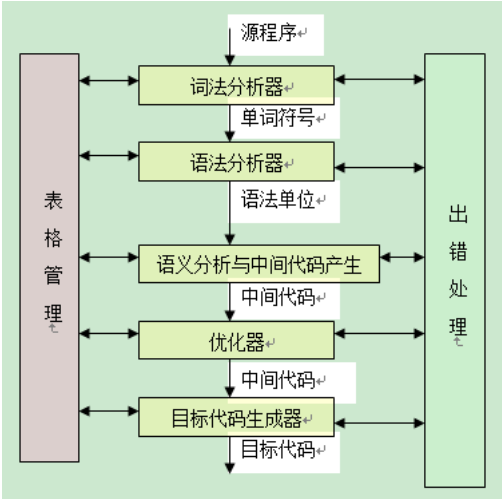 源程序
词法分析器
单词符号
语法分析器
语法单位
语义分析与中间代码产生
中间代码
优化器
中间代码
目标代码生成器
目标代码
表格管理
出错处理